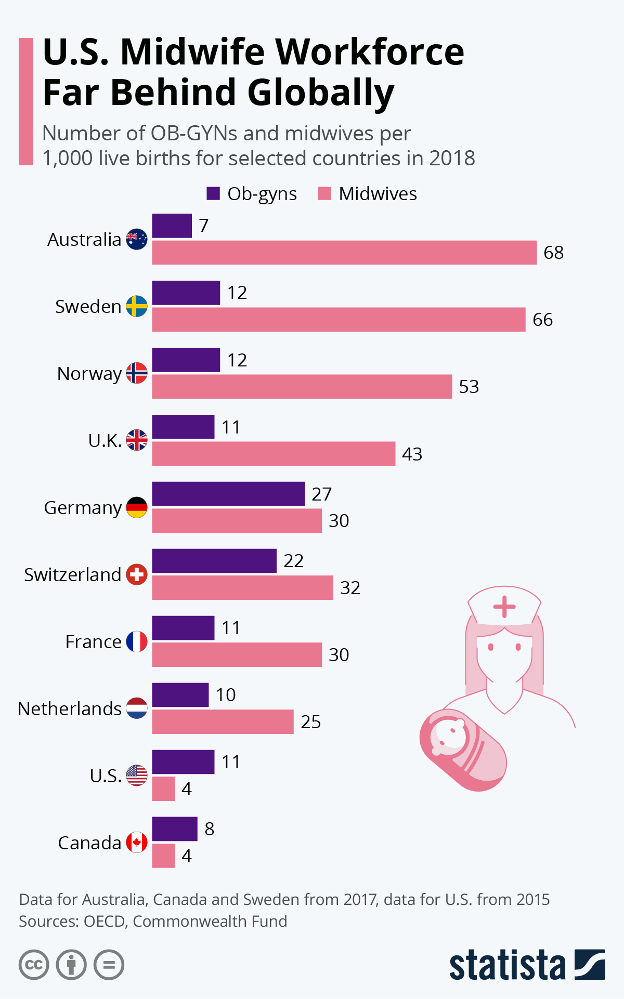 U.S. Midwife Workforce
Far Behind Globally
Number of OB-GYNs and midwives per
1,000 live births for selected countries in 2018
Ob-gyns Midwives
Australia 7
68
Sweden 12
66
Norway 12
53
U.K. 11
43
Germany 27
30
Switzerland 22
32
France 11
30
Netherlands 10
25
U.S. 11
4
Canada 8
4
Data for Australia, Canada and Sweden from 2017, data for U.S. from 2015
Sources: OECD, Commonwealth Fund
cc = statista